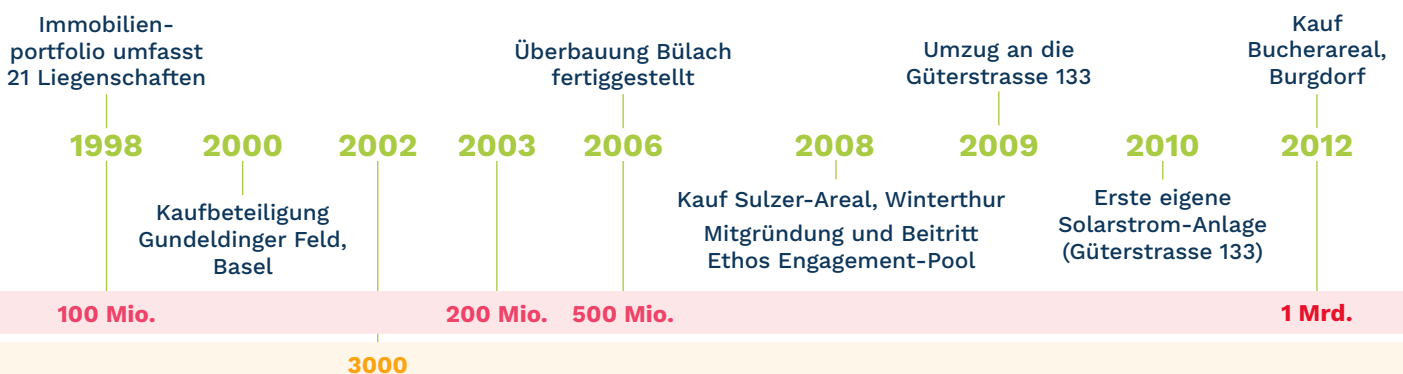 Immobilien-
portfolio umfasst
21 Liegenschaften
Überbauung Bülach
fertiggestellt
Umzug an die
Güterstrasse 133
Kauf
Bucherareal,
Burgdorf
1998 2000 2002 2003 2006 2008 2009 2010 2012
Kaufbeteiligung
Gundeldinger Feld,
Basel
Kauf Sulzer-Areal, Winterthur
Mitgründung und Beitritt
Ethos Engagement-Pool
Erste eigene
Solarstrom-Anlage
(Güterstrasse 133)
100 Mio. 200 Mio. 500 Mio. 1 Mrd.
3000